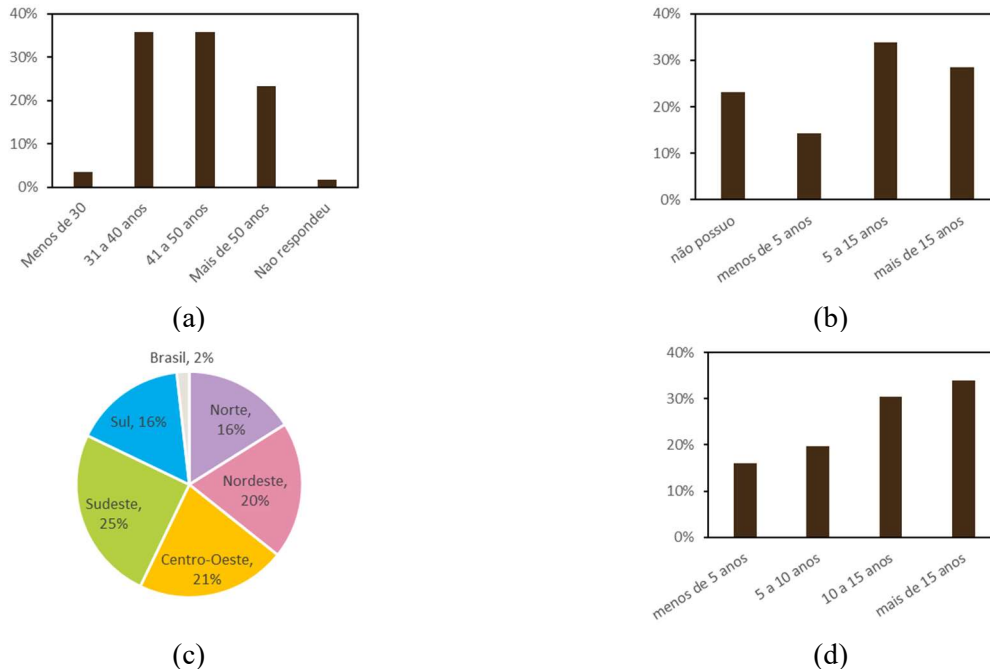 40%
30%
20%
10%
0%
Menos de 30
31 a 40 anos
41 a 50 anos
Mais de 50 anos
Nao respondeu
(a)
40%
30%
20%
10%
0%
não possuo
menos de 5 anos
5 a 15 anos
mais de 15 anos
(b)
Brasil, 2%
Norte,
16%
Nordeste,
20%
Centro-Oeste,
21%
Sudeste,
25%
Sul, 16%
(c)
40%
30%
20%
10%
0%
menos de 5 anos
5 a 10 anos
10 a 15 anos
mais de 15 anos
(d)